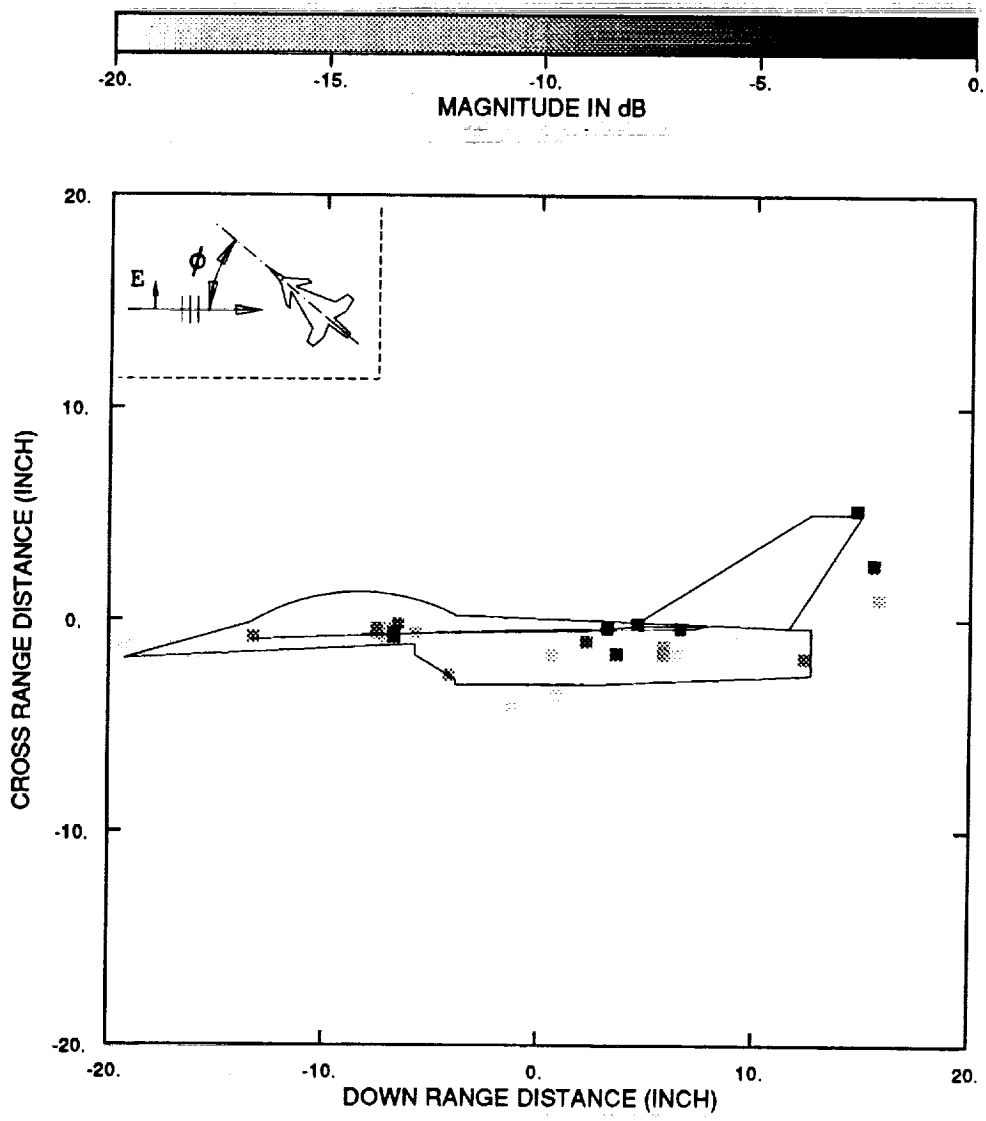 -20. -15. -10. -5. 0.
MAGNITUDE IN dB
20.
ϕ
E
10.
0.
-10.
-20.
CROSS RANGE DISTANCE (INCH)
-20. -10. 0. 10. 20.
DOWN RANGE DISTANCE (INCH)